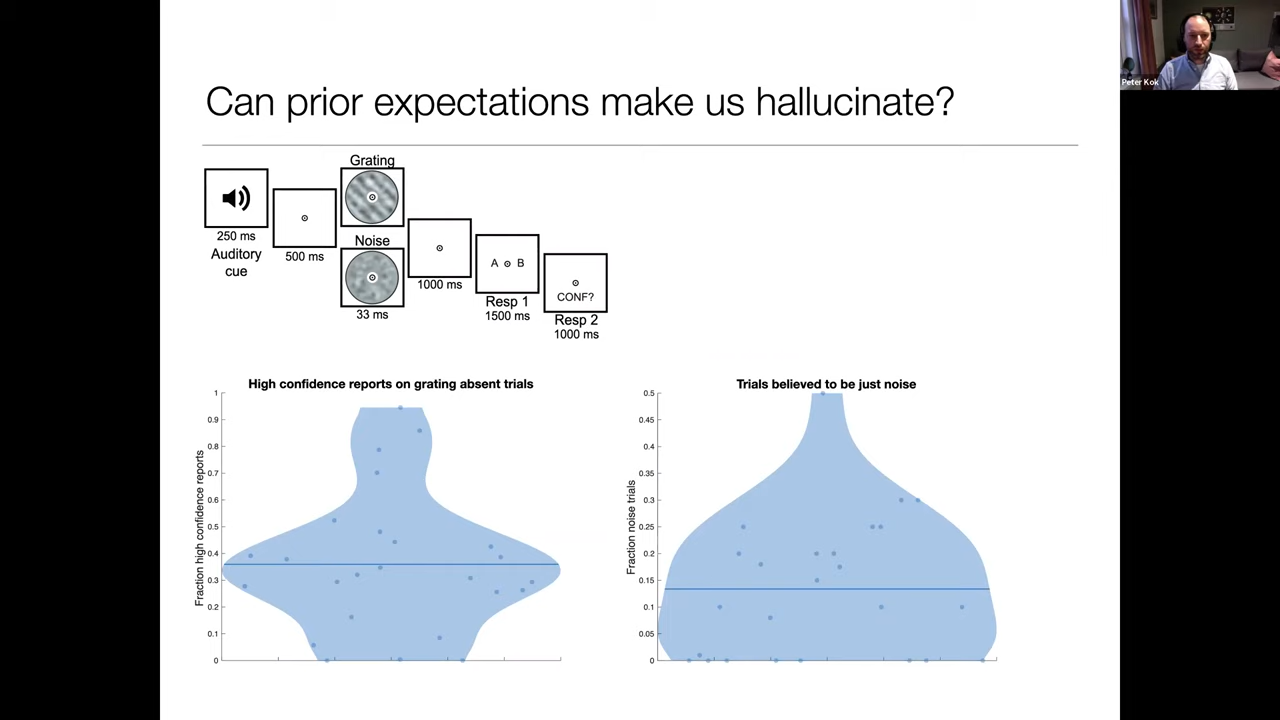 Can prior expectations make us hallucinate?
Peter Kok
Grating
250 ms
Auditory
cue
500 ms
Noise
33 ms
1000 ms
A B
Resp 1
1500 ms
CONF?
Resp 2
1000 ms
High confidence reports on grating absent trials
Fraction high confidence reports
1
0.9
0.8
0.7
0.6
0.5
0.4
0.3
0.2
0.1
0
Trials believed to be just noise
Fraction noise trials
0.5
0.45
0.4
0.35
0.3
0.25
0.2
0.15
0.1
0.05
0